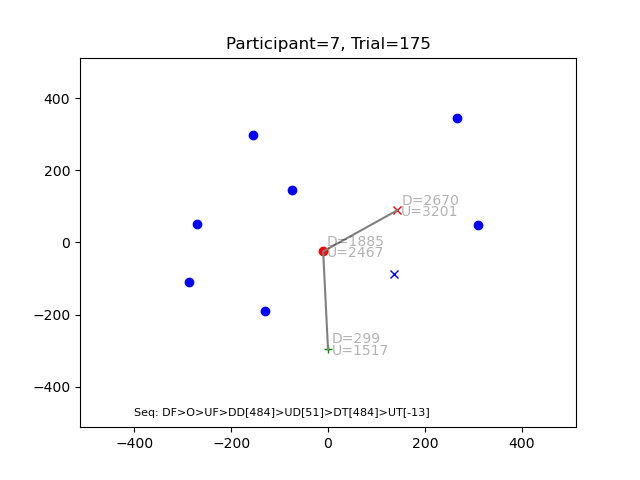 Participant=7, Trial=175
400
200
0
−200
−400
D=2670
U=3201
D=1885
U=2467
D=299
U=1517
Seq: DF>O>UF>DD[484]>UD[51]>DT[484]>UT[-13]
−400 −200 0 200 400